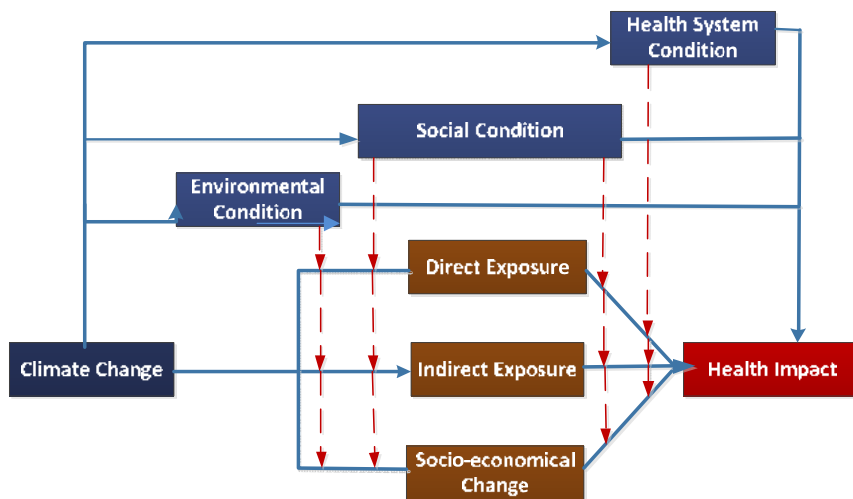 Health System
Condition
Social Condition
Environmental
Condition
Direct Exposure
Climate Change
Indirect Exposure
Health Impact
Socio-economical
Change